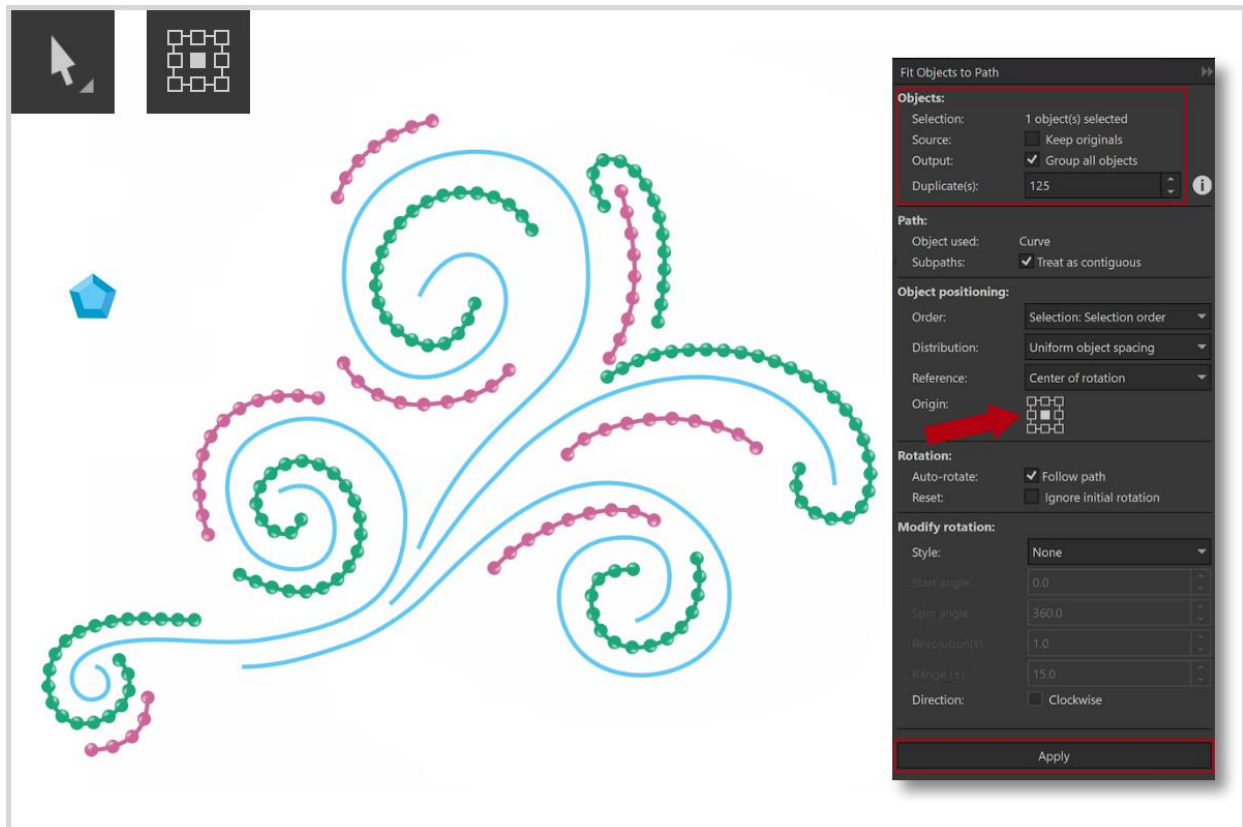 Fit Objects to Path
Objects:
Selection: 1 object(s) selected
Source: Keep originals
Output: Group all objects
Duplicate(s): 125
Path:
Object used: Curve
Subpaths: Treat as contiguous
Object positioning:
Order: Selection: Selection order
Distribution: Uniform object spacing
Reference: Center of rotation
Origin:
Rotation:
Auto-rotate: Follow path
Reset: Ignore initial rotation
Modify rotation:
Style: None
Start angle: 0.0
Spin angle: 360.0
Revolution(s): 1.0
Range (±): 15.0
Direction: Clockwise
Apply